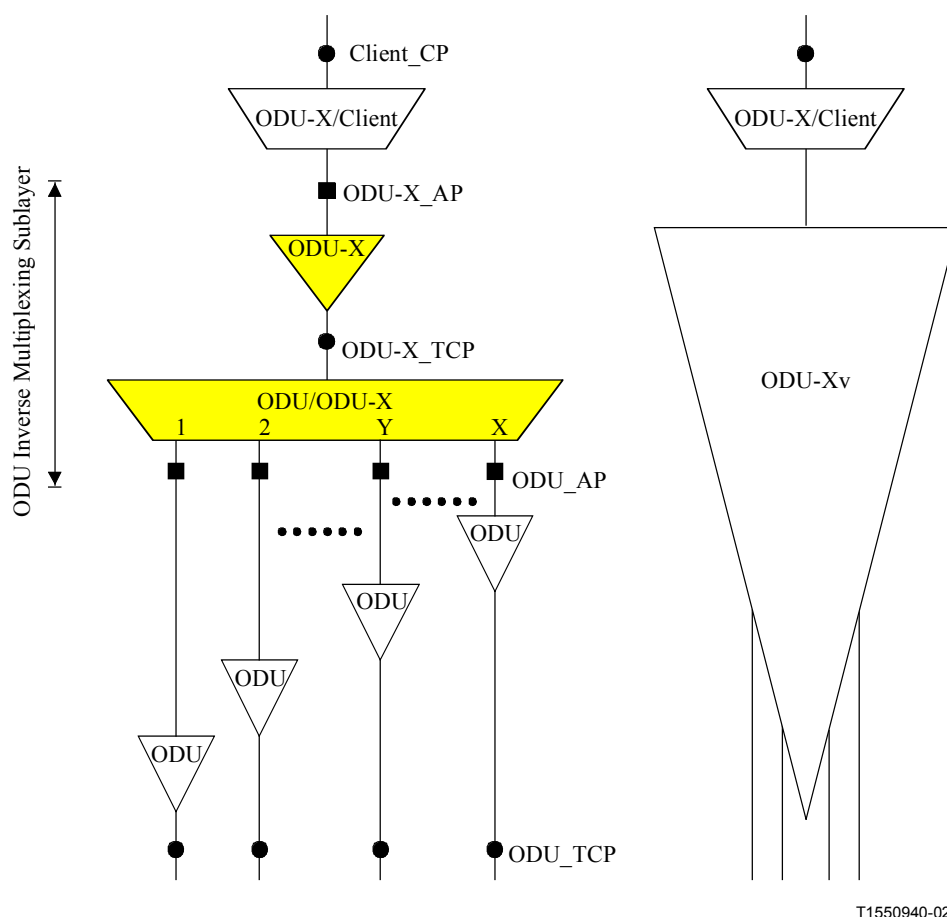 Client_CP
ODU-X/Client
ODU-X/Client
ODU Inverse Multiplexing Sublayer
ODU-X_AP
ODU-X
ODU-X_TCP
ODU-Xv
ODU/ODU-X
1 2 Y X
ODU_AP
ODU
ODU
ODU
ODU
ODU_TCP
T1550940-02